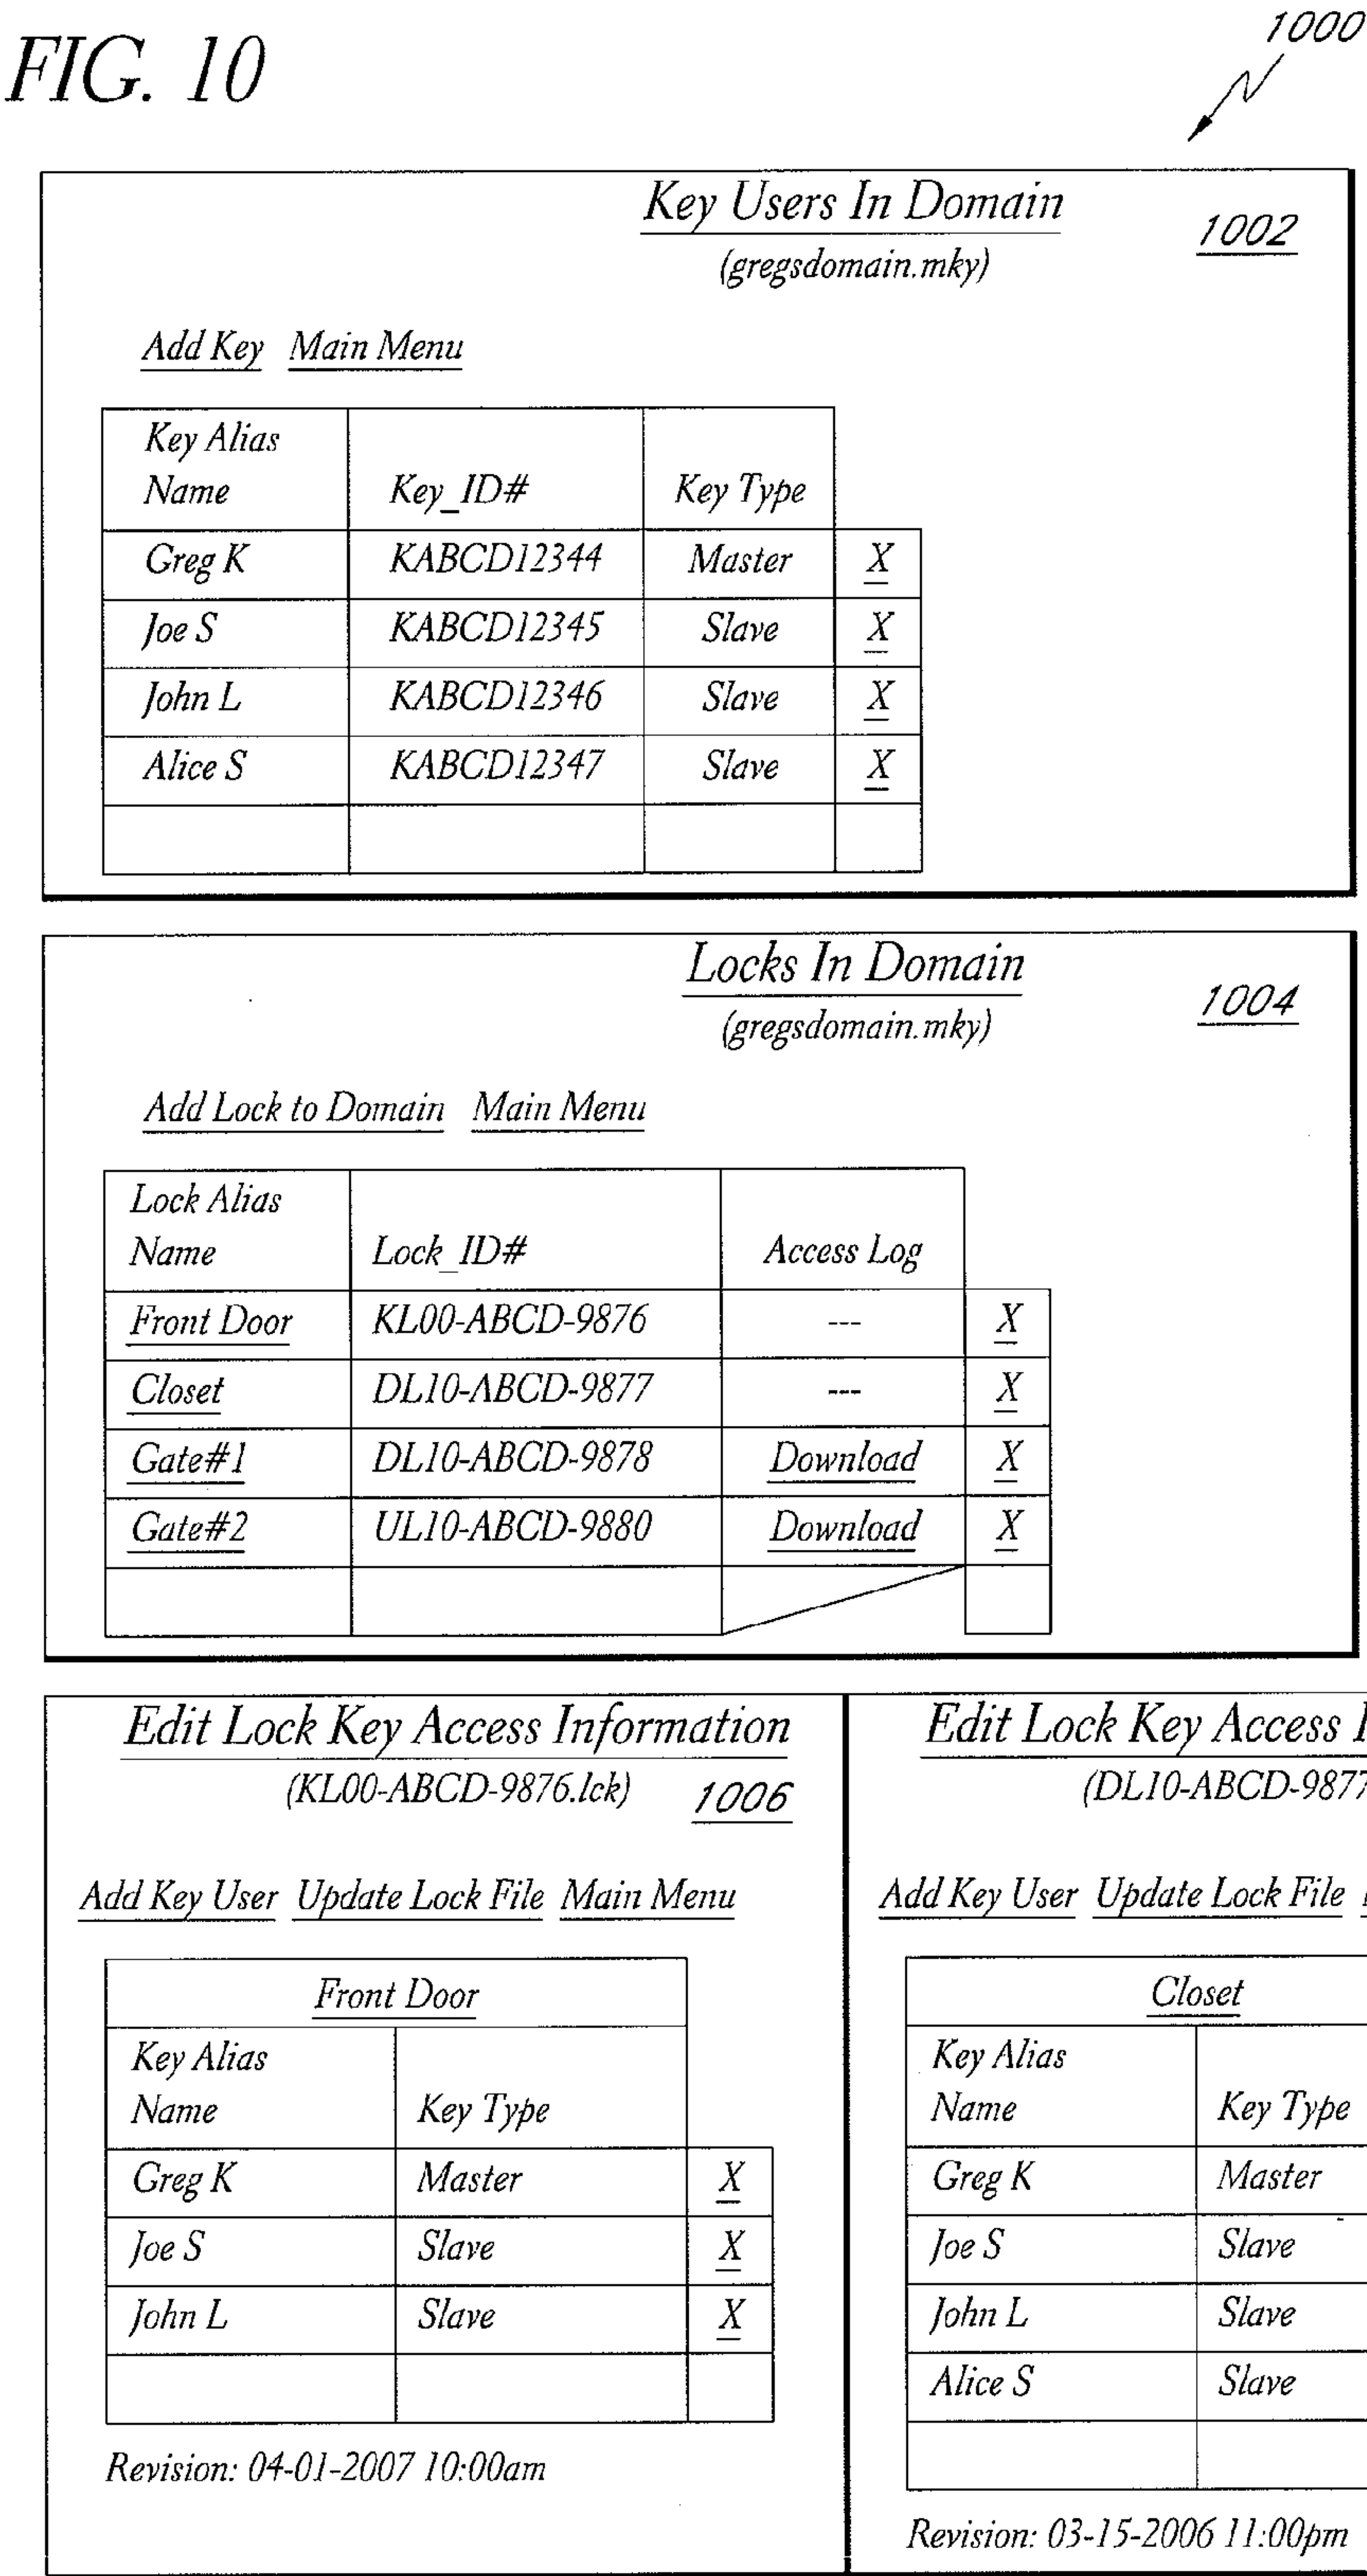 FIG. 10
1000
Key Users In Domain
1002
(gregsdomain.mky)
Add Key Main Menu
Key Alias
Name Key_ID# Key Type
Greg K KABCD12344 Master X
Joe S KABCD12345 Slave X
John L KABCD12346 Slave X
Alice S KABCD12347 Slave X
Locks In Domain
1004
(gregsdomain.mky)
Add Lock to Domain Main Menu
Lock Alias
Name Lock_ID# Access Log
Front Door KL00-ABCD-9876 --- X
Closet DL10-ABCD-9877 --- X
Gate#1 DL10-ABCD-9878 Download X
Gate#2 UL10-ABCD-9880 Download X
Edit Lock Key Access Information
(KL00-ABCD-9876.lck) 1006
Add Key User Update Lock File Main Menu
Front Door
Key Alias
Name Key Type
Greg K Master X
Joe S Slave X
John L Slave X
Revision: 04-01-2007 10:00am
Edit Lock Key Access
(DL10-ABCD-9877
Add Key User Update Lock File
Closet
Key Alias
Name Key Type
Greg K Master
Joe S Slave
John L Slave
Alice S Slave
Revision: 03-15-2006 11:00pm